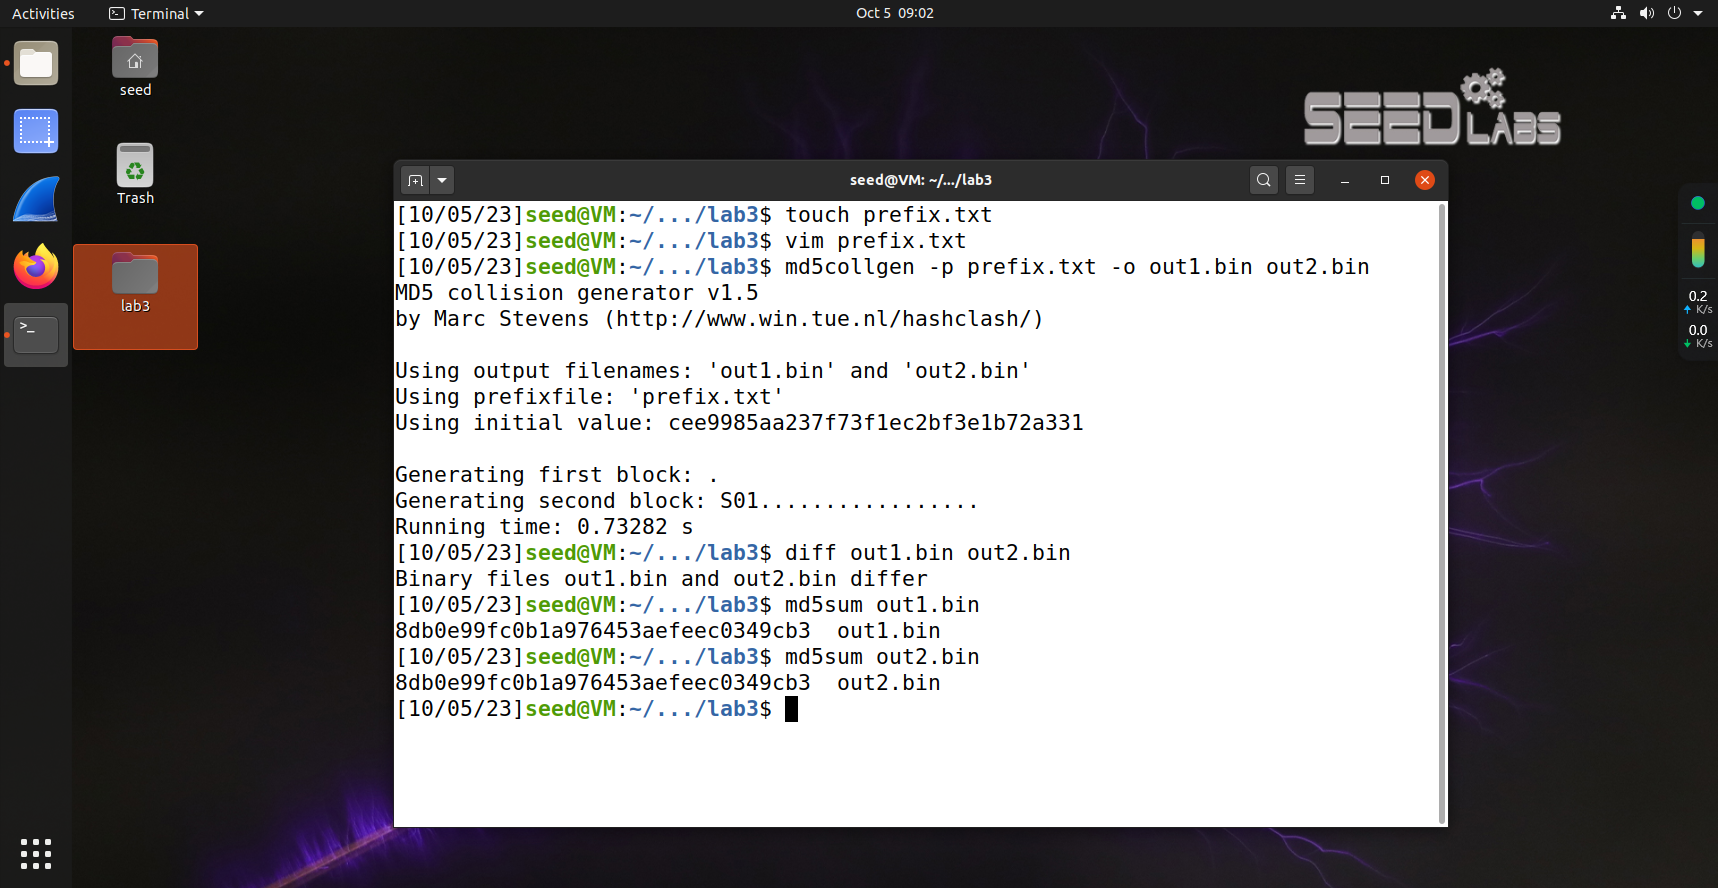 Activities
Terminal
Oct 5 09:02
seed
Trash
lab3
SEED LABS
seed@VM: ~/.../lab3
[10/05/23]seed@VM:~/.../lab3$ touch prefix.txt
[10/05/23]seed@VM:~/.../lab3$ vim prefix.txt
[10/05/23]seed@VM:~/.../lab3$ md5collgen -p prefix.txt -o out1.bin out2.bin
MD5 collision generator v1.5
by Marc Stevens (http://www.win.tue.nl/hashclash/)
Using output filenames: 'out1.bin' and 'out2.bin'
Using prefixfile: 'prefix.txt'
Using initial value: cee9985aa237f73f1ec2bf3e1b72a331
Generating first block: .
Generating second block: S01.................
Running time: 0.73282 s
[10/05/23]seed@VM:~/.../lab3$ diff out1.bin out2.bin
Binary files out1.bin and out2.bin differ
[10/05/23]seed@VM:~/.../lab3$ md5sum out1.bin
8db0e99fc0b1a976453aefeec0349cb3  out1.bin
[10/05/23]seed@VM:~/.../lab3$ md5sum out2.bin
8db0e99fc0b1a976453aefeec0349cb3  out2.bin
[10/05/23]seed@VM:~/.../lab3$
0.2
K/s
0.0
K/s